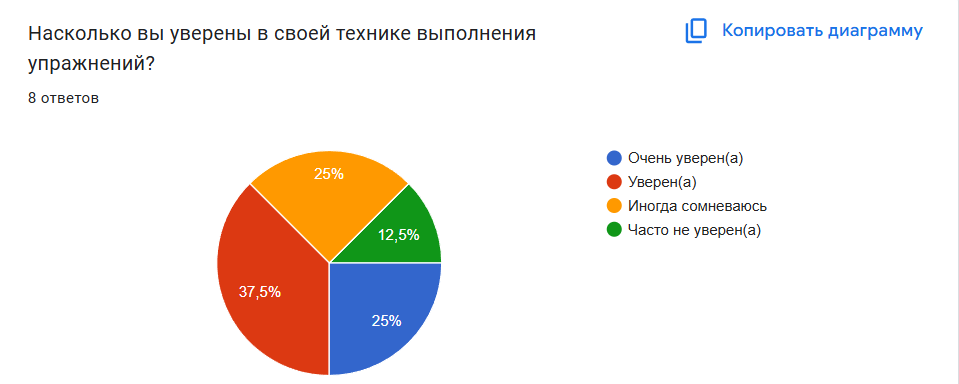 Насколько вы уверены в своей технике выполнения
упражнений?
Копировать диаграмму
8 ответов
25%
12,5%
37,5%
25%
Очень уверен(а)
Уверен(а)
Иногда сомневаюсь
Часто не уверен(а)